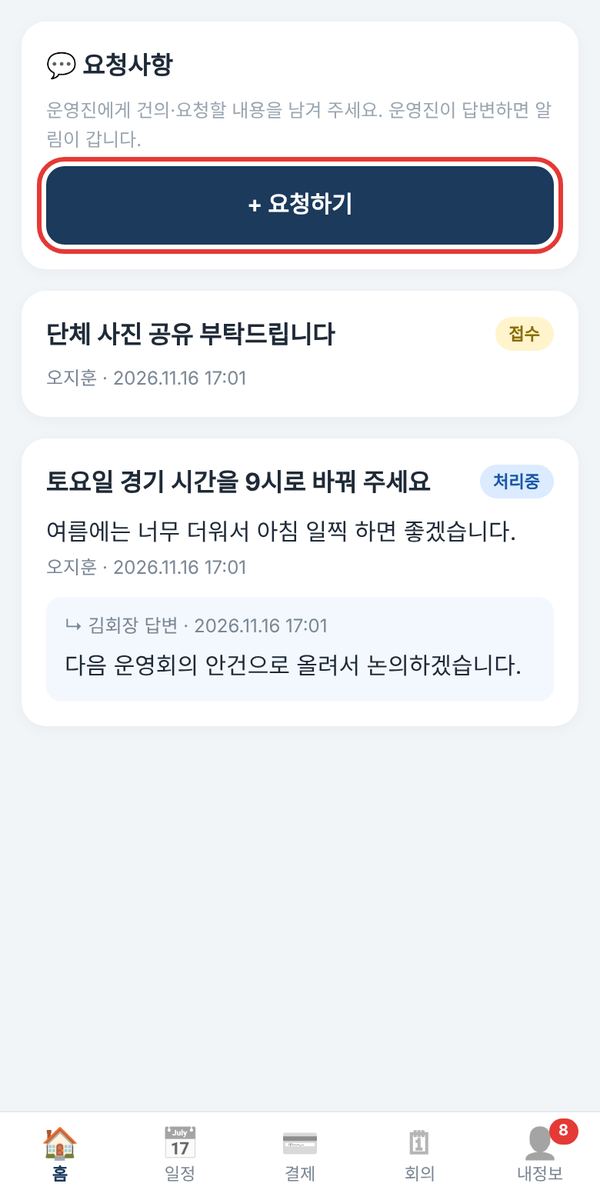 💬 요청사항
운영진에게 건의·요청할 내용을 남겨 주세요. 운영진이 답변하면 알
림이 갑니다.
+ 요청하기
단체 사진 공유 부탁드립니다
접수
오지훈 · 2026.11.16 17:01
토요일 경기 시간을 9시로 바꿔 주세요
처리중
여름에는 너무 더워서 아침 일찍 하면 좋겠습니다.
오지훈 · 2026.11.16 17:01
↳ 김회장 답변 · 2026.11.16 17:01
다음 운영회의 안건으로 올려서 논의하겠습니다.
July
17
8
홈
일정
결제
회의
내정보